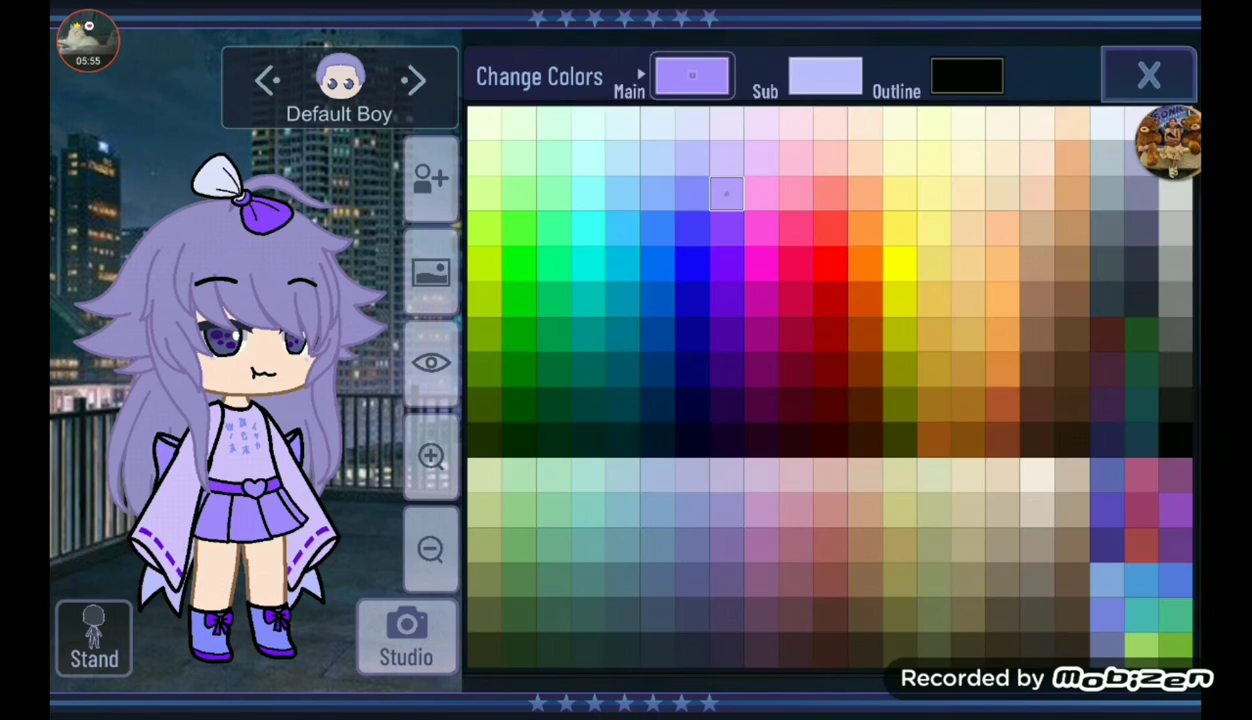 05:55
Default Boy
Change Colors Main Sub Outline X
Stand
Studio
Recorded by MOBIZEN